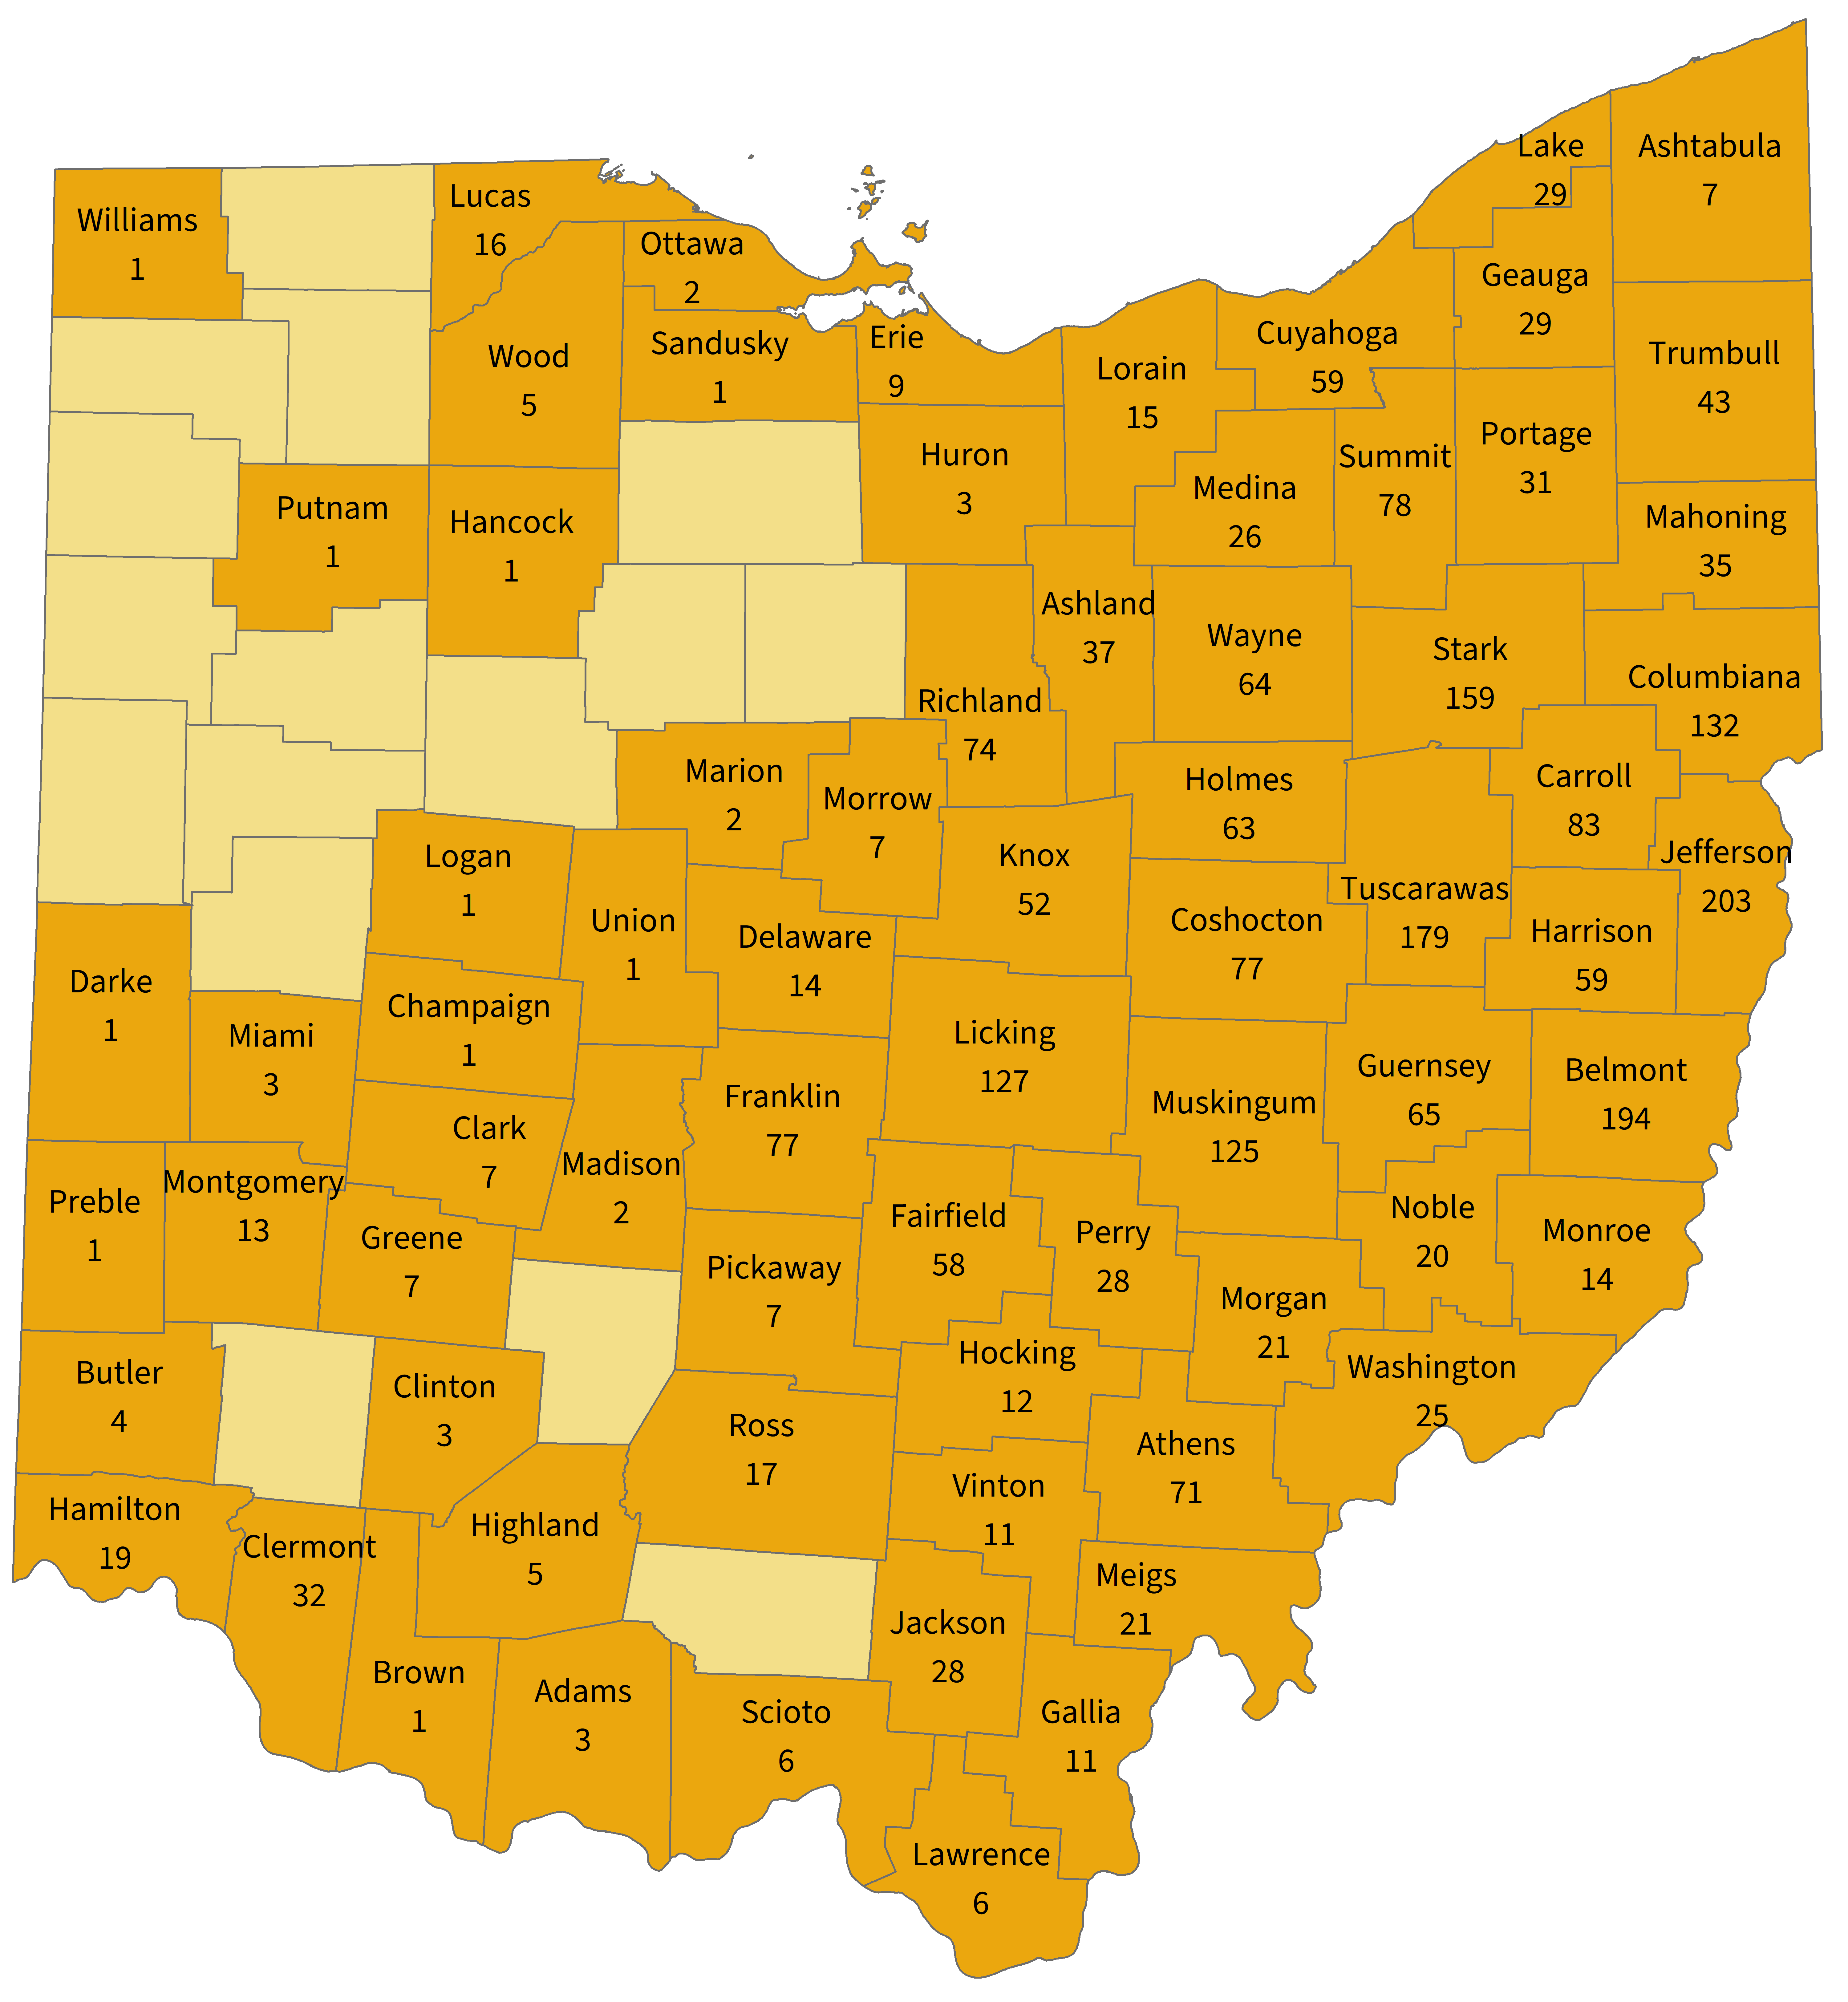 Lake
29
Ashtabula
7
Williams
1
Lucas
16
Ottawa
2
Geauga
29
Erie
9
Cuyahoga
59
Sandusky
1
Wood
5
Lorain
15
Trumbull
43
Portage
31
Huron
3
Summit
78
Medina
26
Putnam
1
Hancock
1
Mahoning
35
Ashland
37
Wayne
64
Stark
159
Columbiana
132
Richland
74
Marion
2
Morrow
7
Holmes
63
Carroll
83
Logan
1
Knox
52
Jefferson
203
Tuscarawas
179
Union
1
Delaware
14
Coshocton
77
Harrison
59
Darke
1
Miami
3
Champaign
1
Licking
127
Guernsey
65
Belmont
194
Franklin
77
Muskingum
125
Clark
7
Madison
2
Montgomery
13
Preble
1
Greene
7
Fairfield
58
Perry
28
Noble
20
Monroe
14
Pickaway
7
Morgan
21
Hocking
12
Washington
25
Butler
4
Clinton
3
Ross
17
Athens
71
Vinton
11
Hamilton
19
Highland
5
Clermont
32
Meigs
21
Jackson
28
Brown
1
Adams
3
Scioto
6
Gallia
11
Lawrence
6